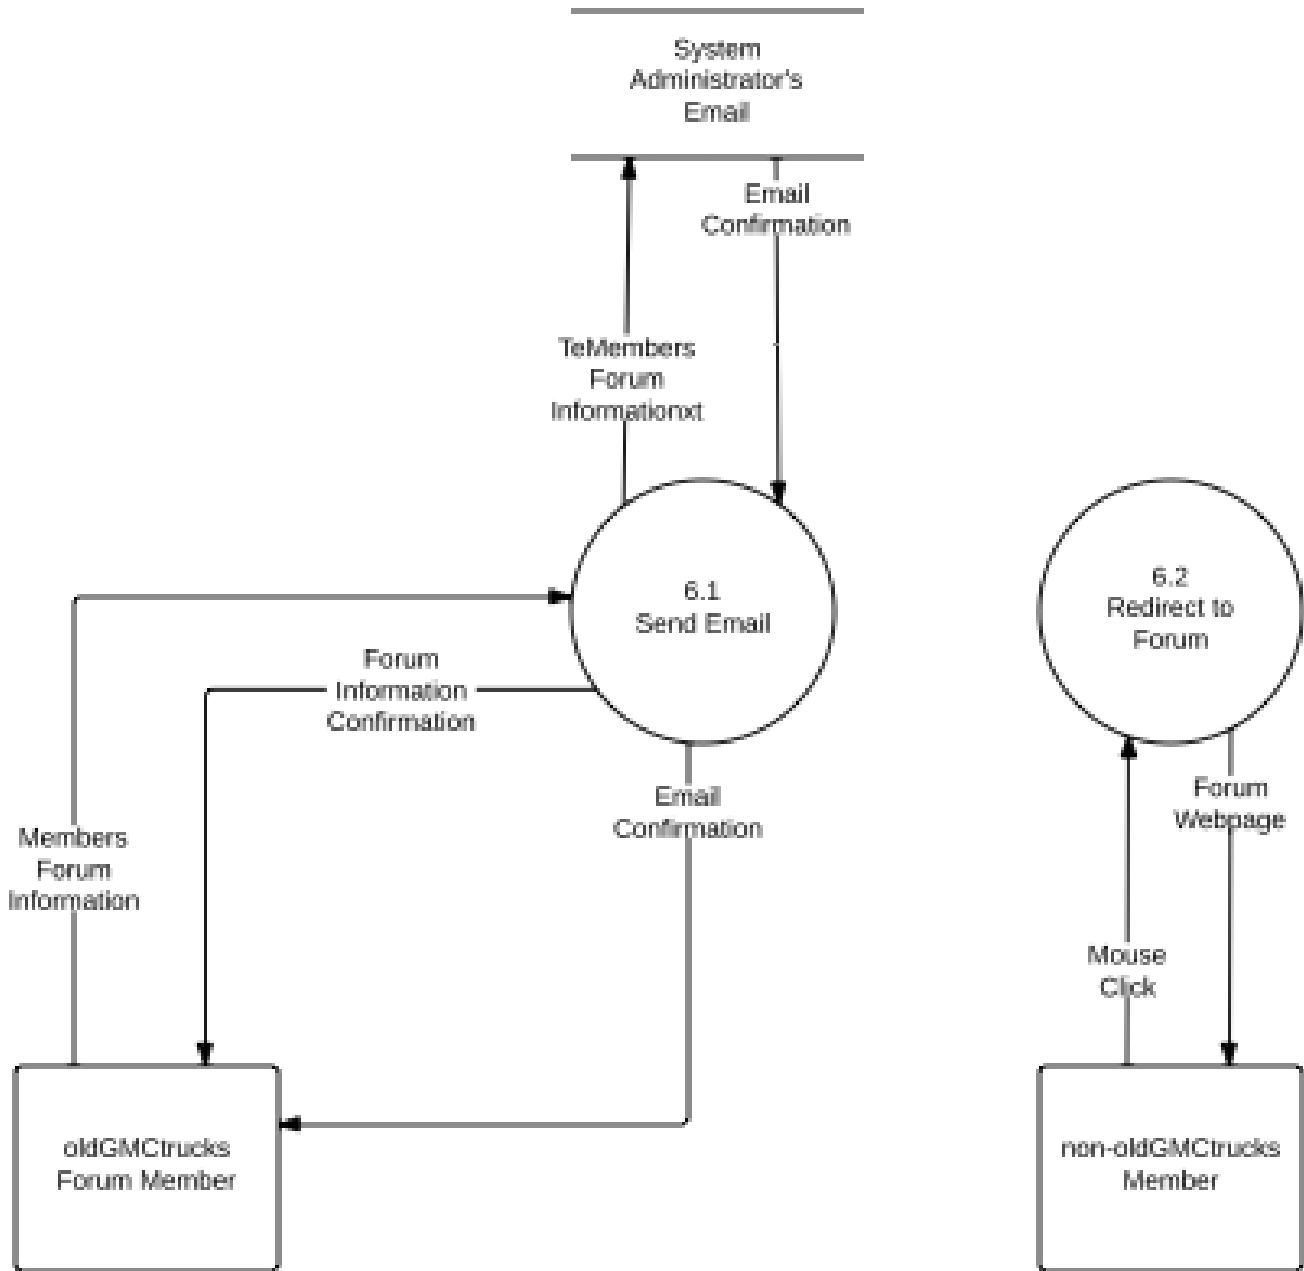 System
Administrator's
Email
Email
Confirmation
TeMembers
Forum
Informationxt
6.1
Send Email
6.2
Redirect to
Forum
Forum
Information
Confirmation
Email
Confirmation
Forum
Webpage
Members
Forum
Information
Mouse
Click
oldGMCtrucks
Forum Member
non-oldGMCtrucks
Member